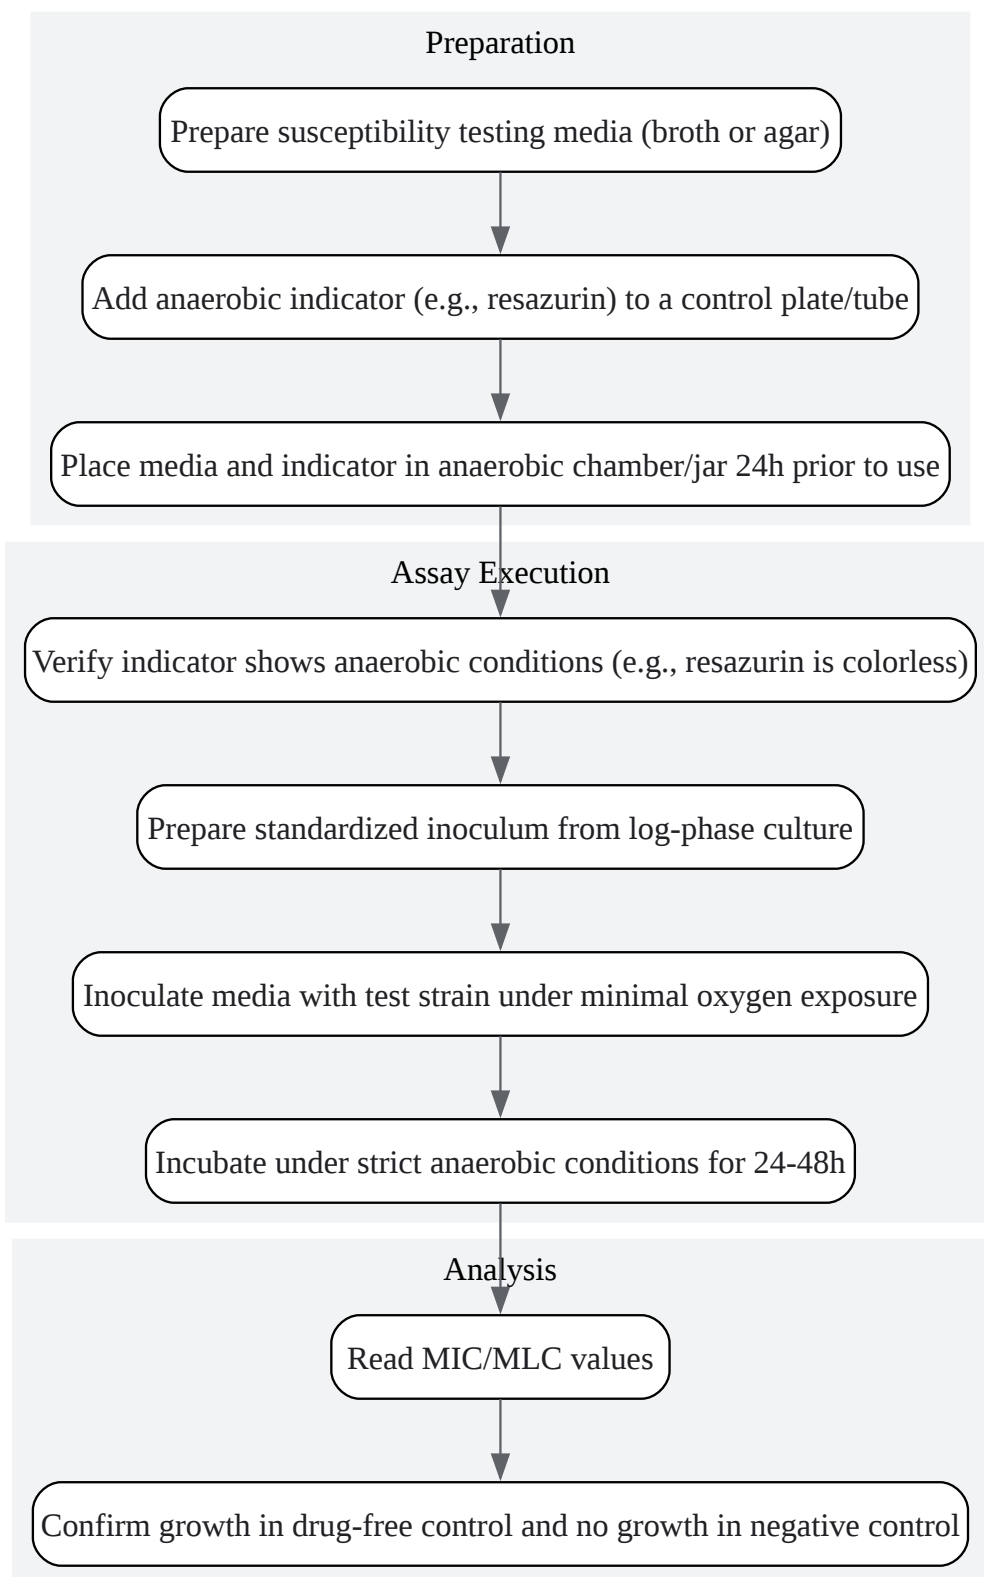 Preparation
Prepare susceptibility testing media (broth or agar)
Add anaerobic indicator (e.g., resazurin) to a control plate/tube
Place media and indicator in anaerobic chamber/jar 24h prior to use
Assay Execution
Verify indicator shows anaerobic conditions (e.g., resazurin is colorless)
Prepare standardized inoculum from log-phase culture
Inoculate media with test strain under minimal oxygen exposure
Incubate under strict anaerobic conditions for 24-48h
Analysis
Read MIC/MLC values
Confirm growth in drug-free control and no growth in negative control